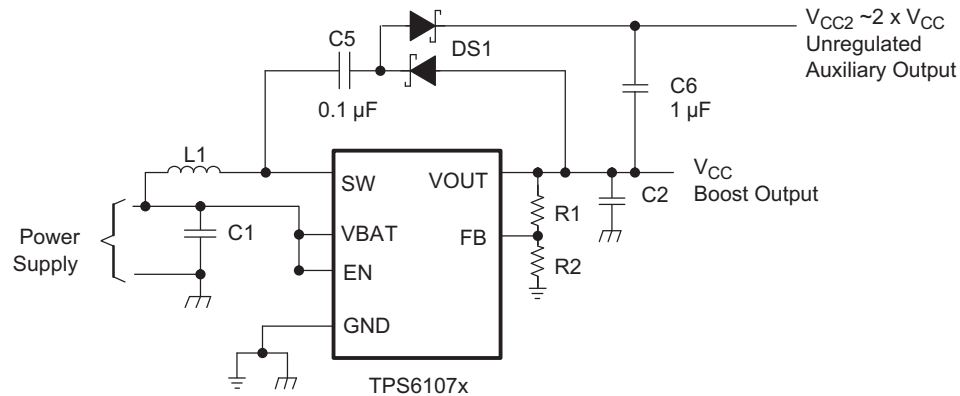 C5
DS1
V_CC2 ~2 x V_CC
Unregulated
Auxiliary Output
0.1 µF
C6
1 µF
L1
SW
VOUT
V_CC
Boost Output
C2
R1
Power
Supply
C1
VBAT
FB
R2
EN
GND
TPS6107x